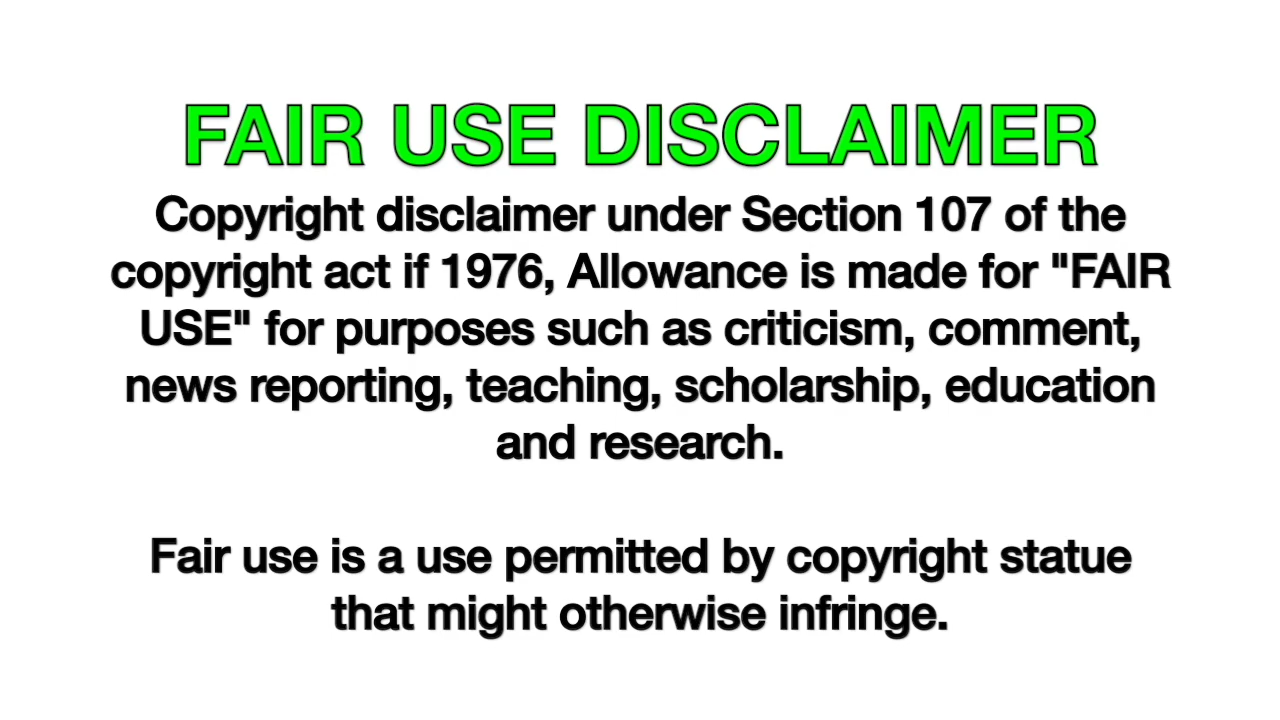 FAIR USE DISCLAIMER
Copyright disclaimer under Section 107 of the
copyright act if 1976, Allowance is made for "FAIR
USE" for purposes such as criticism, comment,
news reporting, teaching, scholarship, education
and research.
Fair use is a use permitted by copyright statue
that might otherwise infringe.